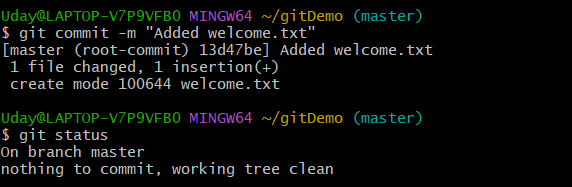 Uday@LAPTOP-V7P9VFB0 MINGW64 ~/gitDemo (master)
$ git commit -m "Added welcome.txt"
[master (root-commit) 13d47be] Added welcome.txt
 1 file changed, 1 insertion(+)
 create mode 100644 welcome.txt
Uday@LAPTOP-V7P9VFB0 MINGW64 ~/gitDemo (master)
$ git status
On branch master
nothing to commit, working tree clean